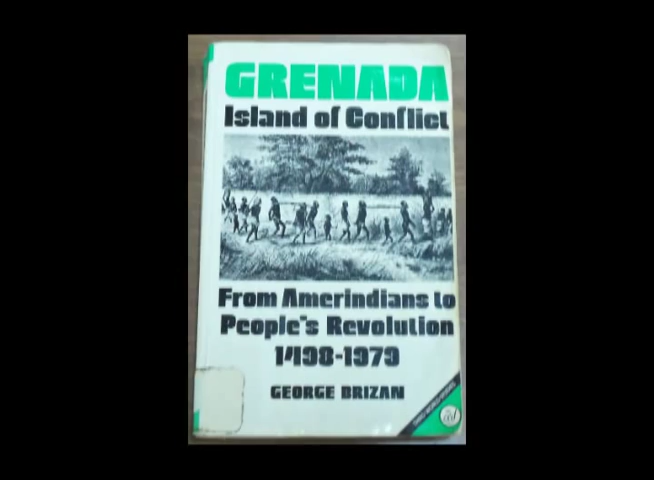 GRENADA
Island of Conflict
From Amerindians to
People's Revolution
1498-1979
GEORGE BRIZAN